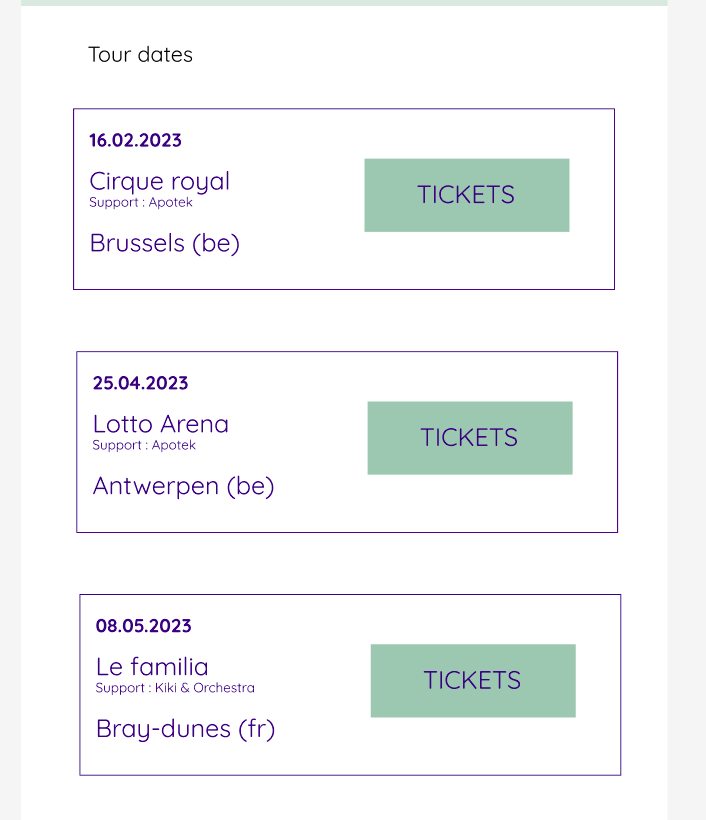 Tour dates
16.02.2023
Cirque royal
Support : Apotek
TICKETS
Brussels (be)
25.04.2023
Lotto Arena
Support : Apotek
TICKETS
Antwerpen (be)
08.05.2023
Le familia
Support : Kiki & Orchestra
TICKETS
Bray-dunes (fr)